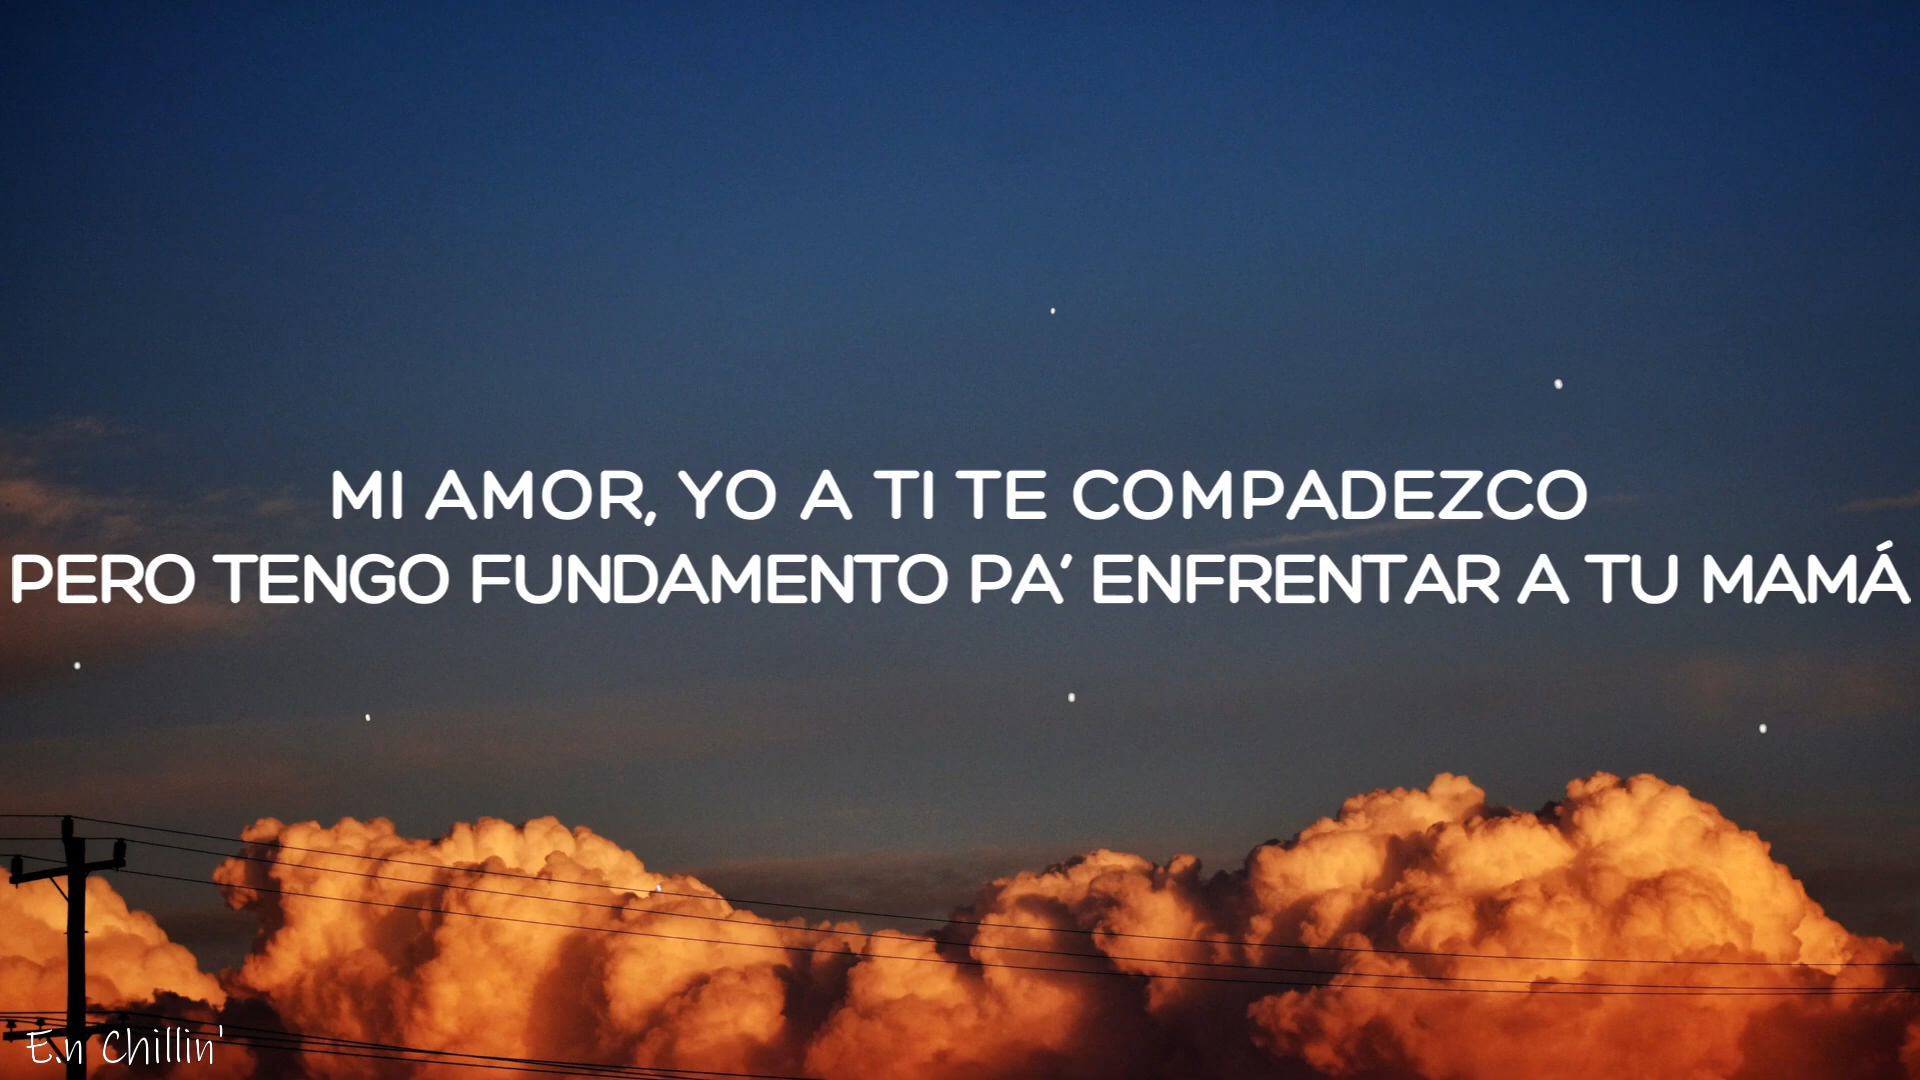 MI AMOR, YO A TI TE COMPADEZCO
PERO TENGO FUNDAMENTO PA' ENFRENTAR A TU MAMÁ
E.n Chillin'